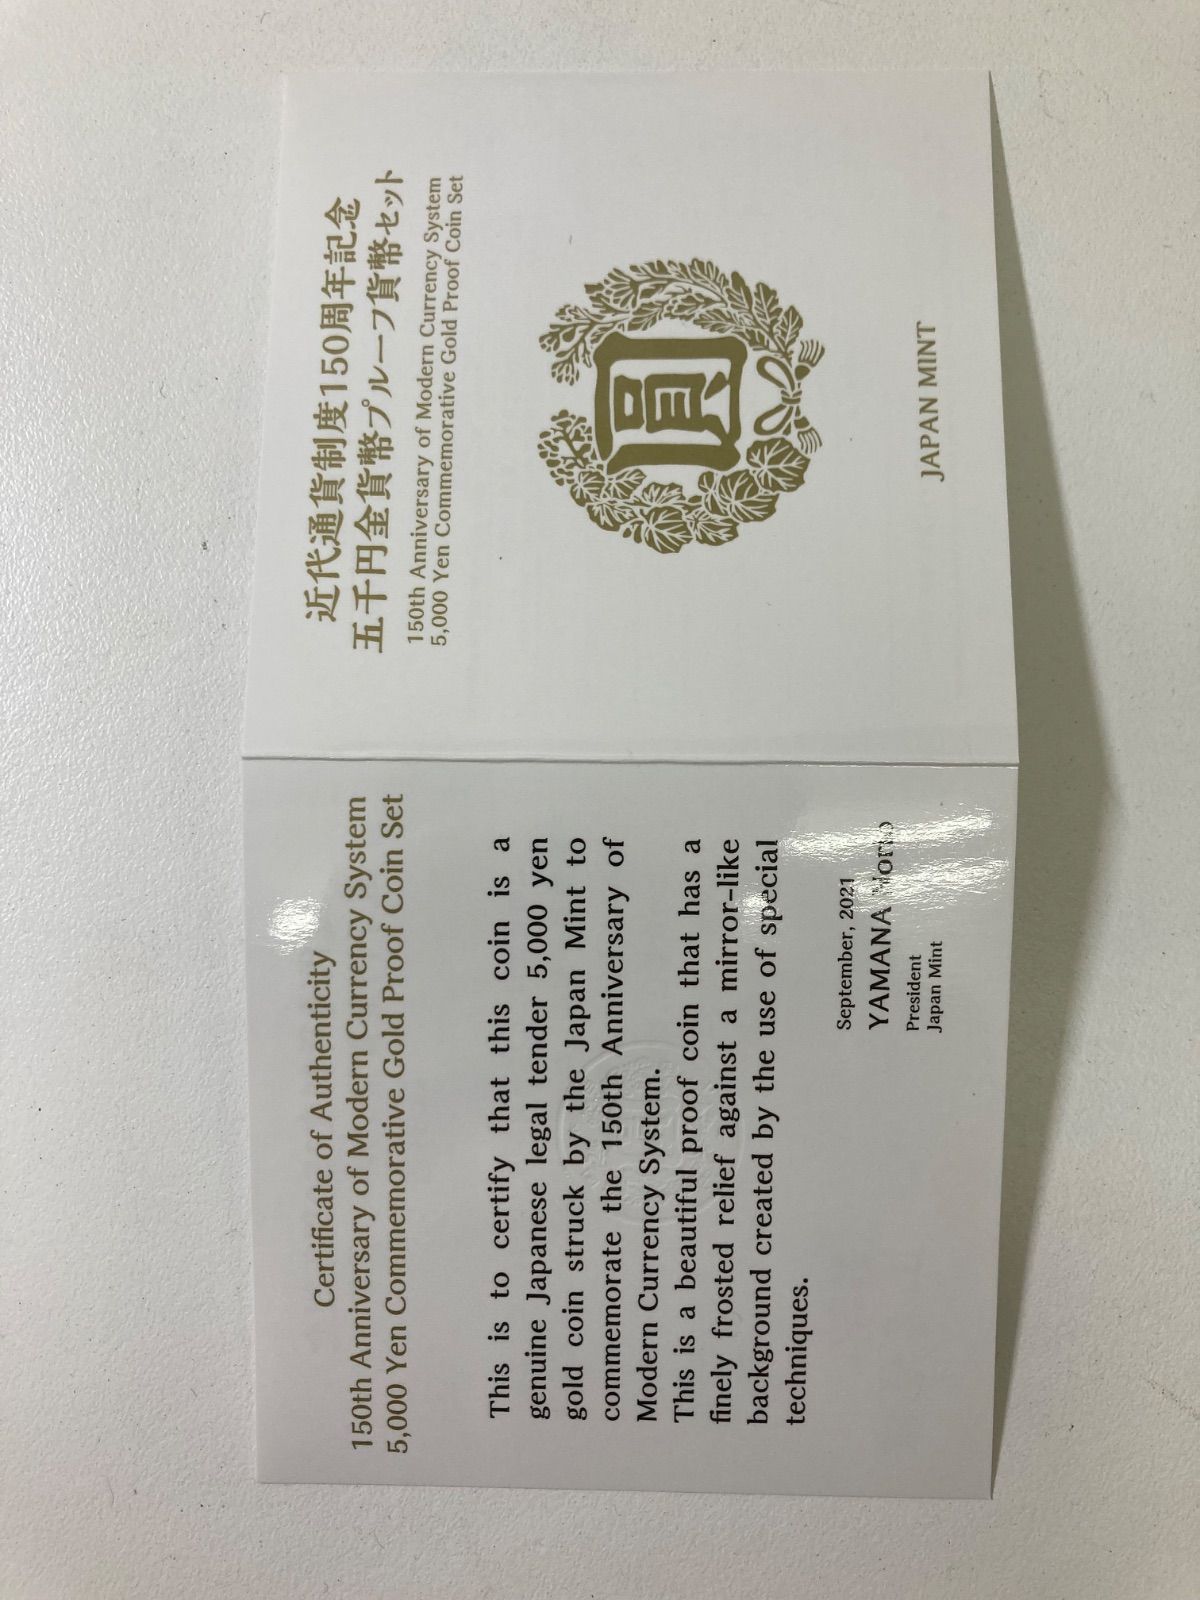 Certificate of Authenticity
150th Anniversary of Modern Currency System
5,000 Yen Commemorative Gold Proof Coin Set
This is to certify that this coin is a
genuine Japanese legal tender 5,000 yen
gold coin struck by the Japan Mint to
commemorate the 150th Anniversary of
Modern Currency System.
This is a beautiful proof coin that has a
finely frosted relief against a mirror-like
background created by the use of special
techniques.
September, 2021
YAMANA
President
Japan Mint
近代通貨制度150周年記念
五千円金貨幣プルーフ貨幣セット
150th Anniversary of Modern Currency System
5,000 Yen Commemorative Gold Proof Coin Set
圓
JAPAN MINT